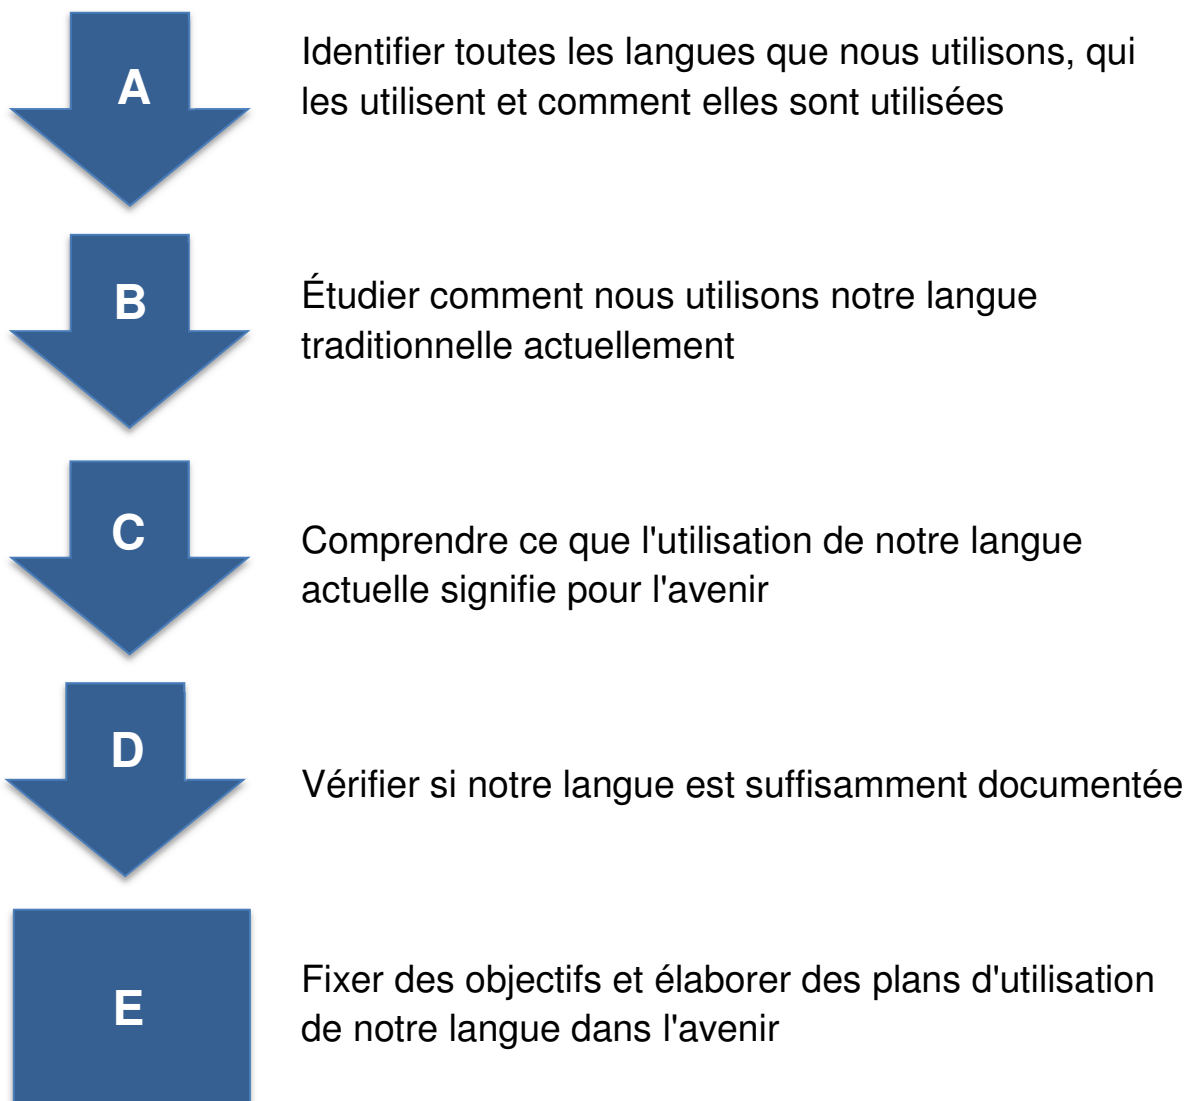 A
Identifier toutes les langues que nous utilisons, qui
les utilisent et comment elles sont utilisées
B
Étudier comment nous utilisons notre langue
traditionnelle actuellement
C
Comprendre ce que l'utilisation de notre langue
actuelle signifie pour l'avenir
D
Vérifier si notre langue est suffisamment documentée
E
Fixer des objectifs et élaborer des plans d'utilisation
de notre langue dans l'avenir